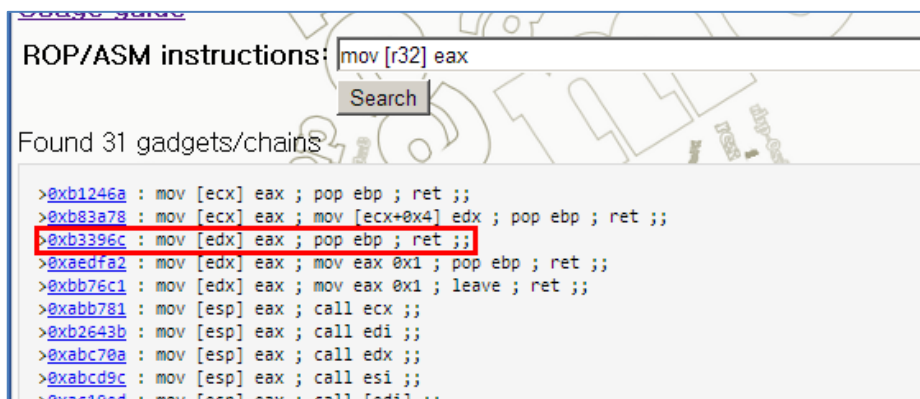 Usage guide
ROP/ASM instructions: mov [r32] eax
Search
Found 31 gadgets/chains
>0xb1246a : mov [ecx] eax ; pop ebp ; ret ;;
>0xb83a78 : mov [ecx] eax ; mov [ecx+0x4] edx ; pop ebp ; ret ;;
>0xb3396c : mov [edx] eax ; pop ebp ; ret ;;
>0xaedfa2 : mov [edx] eax ; mov eax 0x1 ; pop ebp ; ret ;;
>0xbb76c1 : mov [edx] eax ; mov eax 0x1 ; leave ; ret ;;
>0xabb781 : mov [esp] eax ; call ecx ;;
>0xb2643b : mov [esp] eax ; call edi ;;
>0xabc70a : mov [esp] eax ; call edx ;;
>0xabcd9c : mov [esp] eax ; call esi ;;